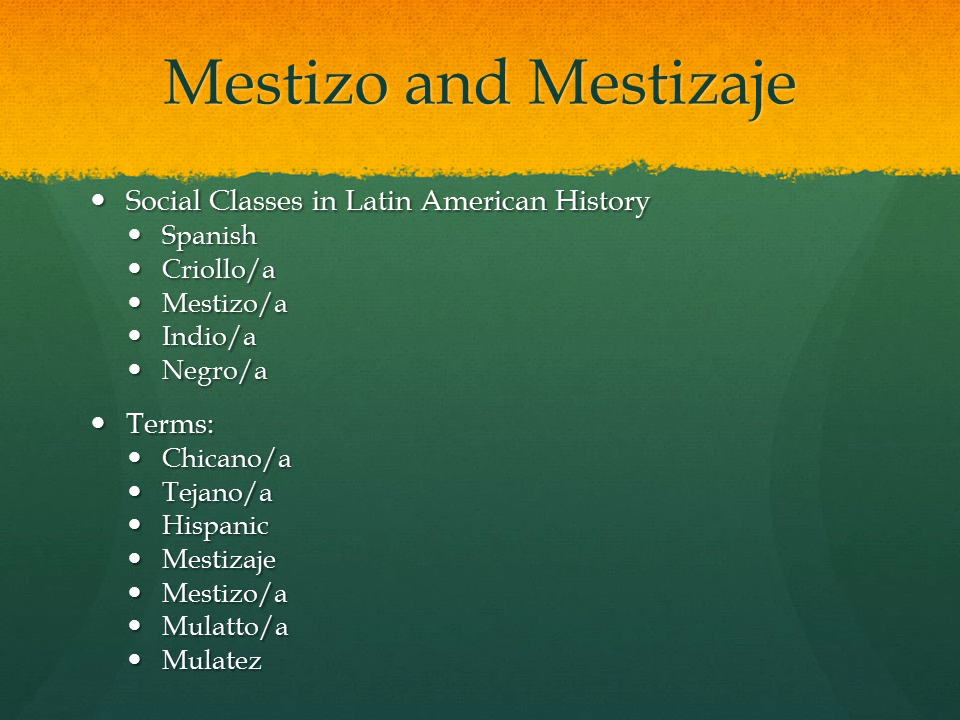 Mestizo and Mestizaje
Social Classes in Latin American History
Spanish
Criollo/a
Mestizo/a
Indio/a
Negro/a
Terms:
Chicano/a
Tejano/a
Hispanic
Mestizaje
Mestizo/a
Mulatto/a
Mulatez